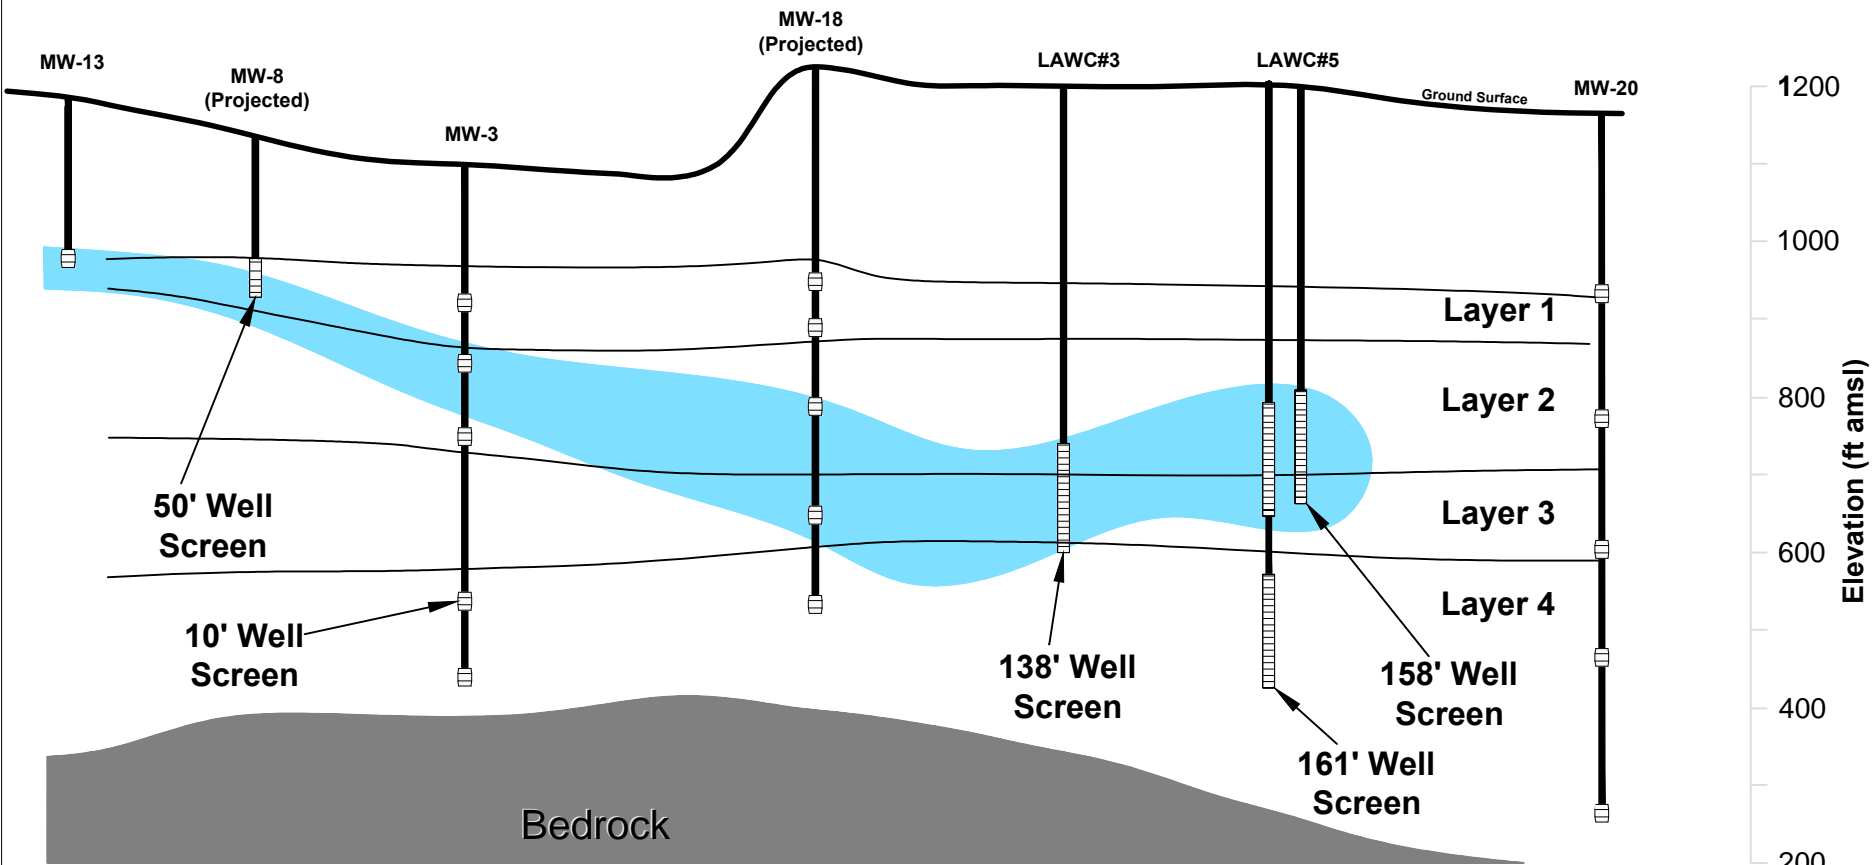 MW-18
(Projected)
MW-13
MW-8
(Projected)
MW-3
LAWC#3
LAWC#5
MW-20
Ground Surface
1200
1000
800
600
400
200
Elevation (ft amsl)
Layer 1
Layer 2
Layer 3
Layer 4
50' Well
Screen
10' Well
Screen
138' Well
Screen
158' Well
Screen
161' Well
Screen
Bedrock